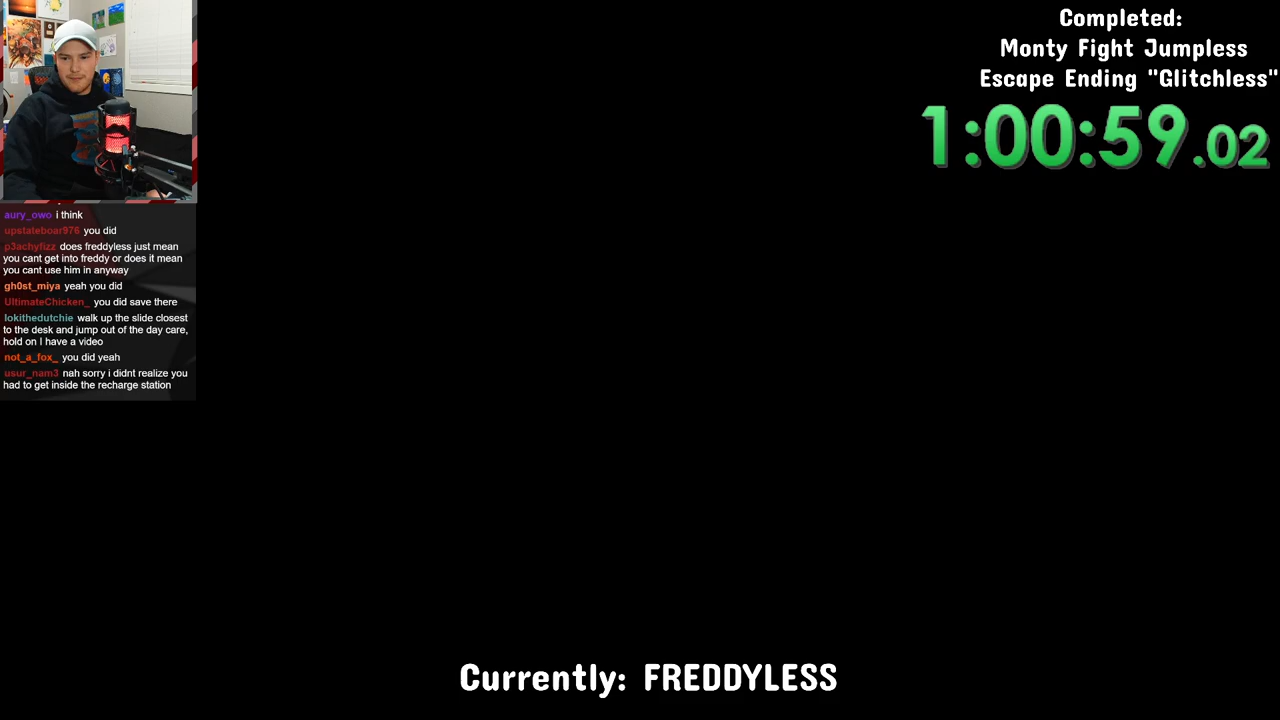 Completed:
Monty Fight Jumpless
Escape Ending "Glitchless"
1:00:59.02
aury_owo i think
upstateboar976 you did
p3achyfizz does freddyless just mean
you cant get into freddy or does it mean
you cant use him in anyway
gh0st_miya yeah you did
UltimateChicken_ you did save there
lokithedutchie walk up the slide closest
to the desk and jump out of the day care,
hold on I have a video
not_a_fox_ you did yeah
usur_nam3 nah sorry i didnt realize you
had to get inside the recharge station
Currently: FREDDYLESS